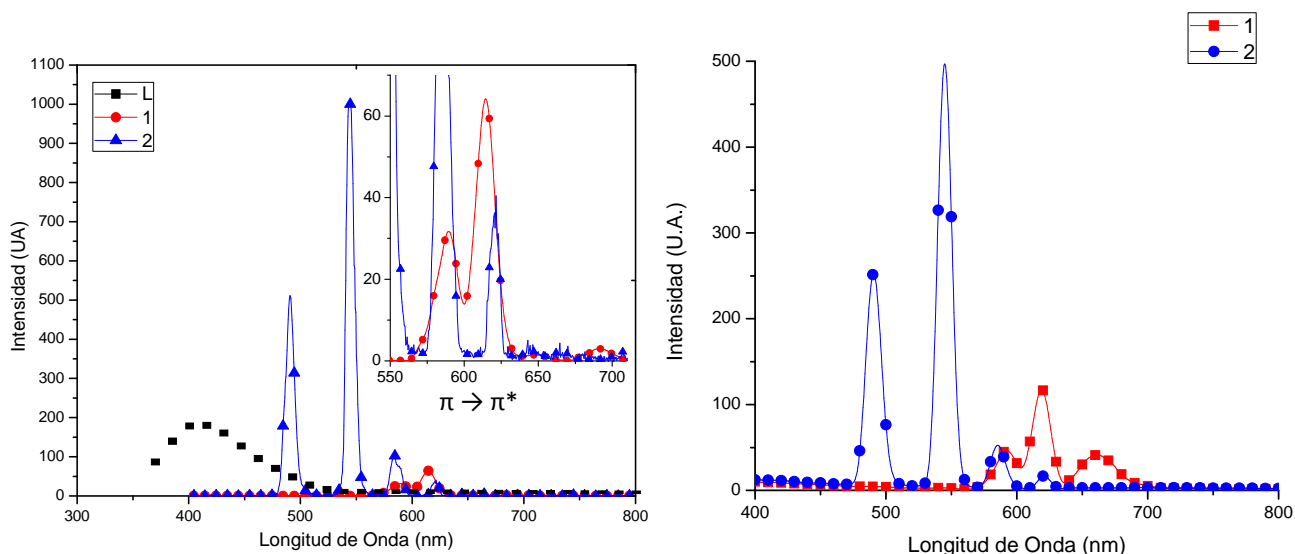 1100
1000
900
800
700
600
500
400
300
200
100
0
Intensidad (UA)
L
1
2
60
40
20
0
550 600 650 700
π → π*
300 400 500 600 700 800
Longitud de Onda (nm)
1
2
500
400
300
200
100
0
Intensidad (U.A.)
400 500 600 700 800
Longitud de Onda (nm)